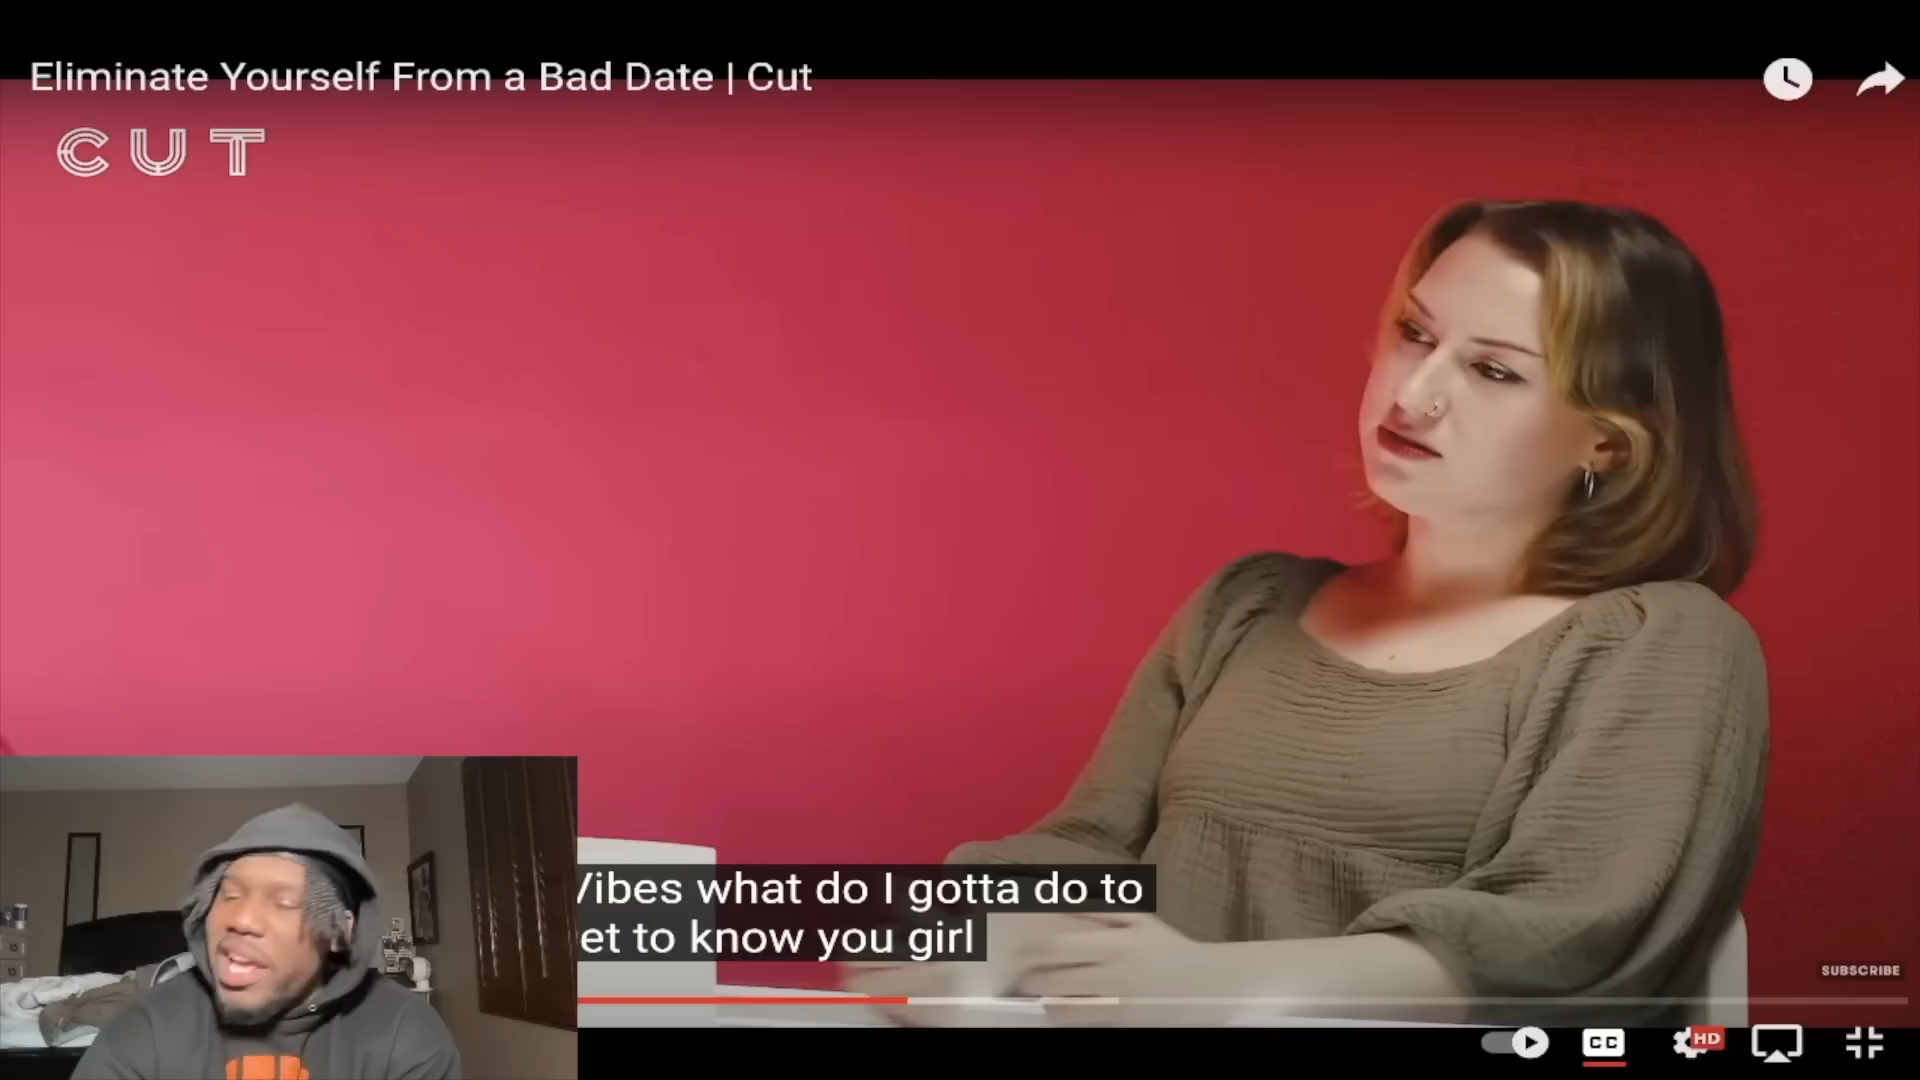 Eliminate Yourself From a Bad Date | Cut
CUT
Vibes what do I gotta do to
et to know you girl
SUBSCRIBE
CC
HD